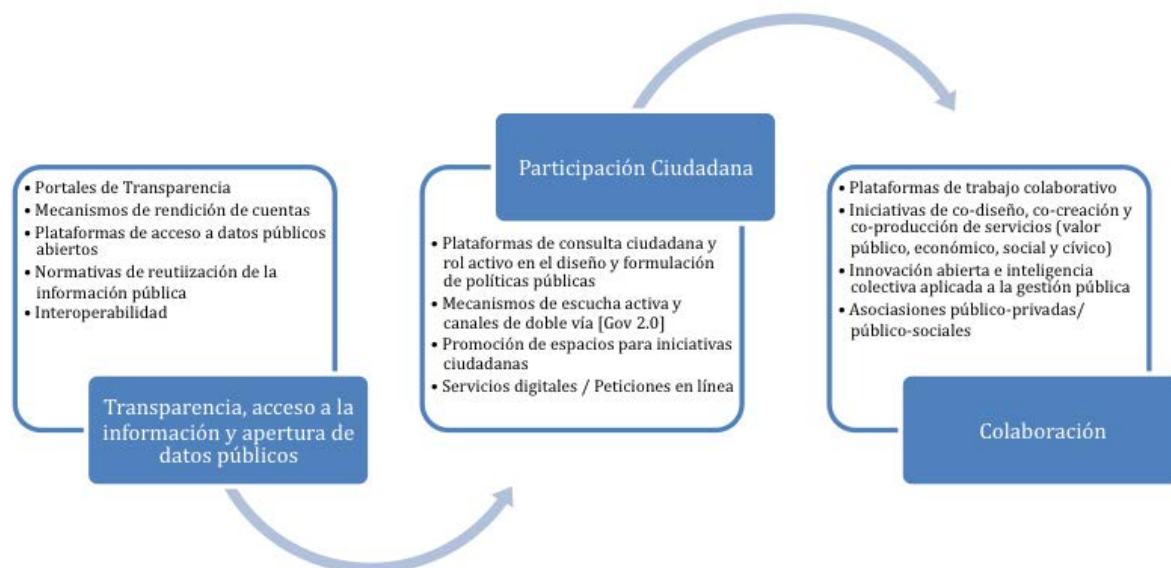 • Portales de Transparencia
• Mecanismos de rendición de cuentas
• Plataformas de acceso a datos públicos
abiertos
• Normativas de reutiización de la
información pública
• Interoperabilidad
Transparencia, acceso a la
información y apertura de
datos públicos
Participación Ciudadana
• Plataformas de consulta ciudadana y
rol activo en el diseño y formulación
de políticas públicas
• Mecanismos de escucha activa y
canales de doble vía [Gov 2.0]
• Promoción de espacios para iniciativas
ciudadanas
• Servicios digitales / Peticiones en línea
• Plataformas de trabajo colaborativo
• Iniciativas de co-diseño, co-creación y
co-producción de servicios (valor
público, económico, social y cívico)
• Innovación abierta e inteligencia
colectiva aplicada a la gestión pública
• Asociasiones público-privadas/
público-sociales
Colaboración